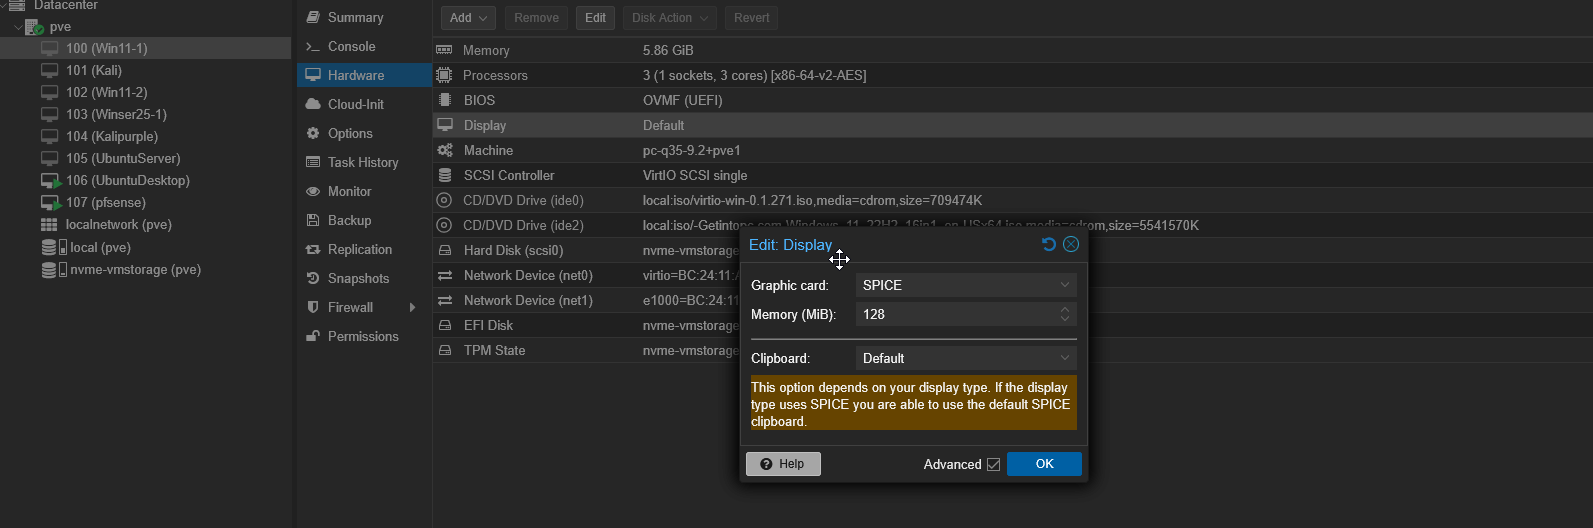 Datacenter
pve
100 (Win11-1)
101 (Kali)
102 (Win11-2)
103 (Winser25-1)
104 (Kalipurple)
105 (UbuntuServer)
106 (UbuntuDesktop)
107 (pfsense)
localnetwork (pve)
local (pve)
nvme-vmstorage (pve)
Summary
Console
Hardware
Cloud-Init
Options
Task History
Monitor
Backup
Replication
Snapshots
Firewall
Permissions
Add Remove Edit Disk Action Revert
Memory 5.86 GiB
Processors 3 (1 sockets, 3 cores) [x86-64-v2-AES]
BIOS OVMF (UEFI)
Display Default
Machine pc-q35-9.2+pve1
SCSI Controller VirtIO SCSI single
CD/DVD Drive (ide0) local:iso/virtio-win-0.1.271.iso,media=cdrom,size=709474K
CD/DVD Drive (ide2) local:iso/-Getintopc.com-Windows_11_22H2_16in1_en-USx64.iso,media=cdrom,size=5541570K
Hard Disk (scsi0) nvme-vmstorage
Network Device (net0) virtio=BC:24:11:
Network Device (net1) e1000=BC:24:11
EFI Disk nvme-vmstorage
TPM State nvme-vmstorage
Edit: Display
Graphic card: SPICE
Memory (MiB): 128
Clipboard: Default
This option depends on your display type. If the display
type uses SPICE you are able to use the default SPICE
clipboard.
Help Advanced OK